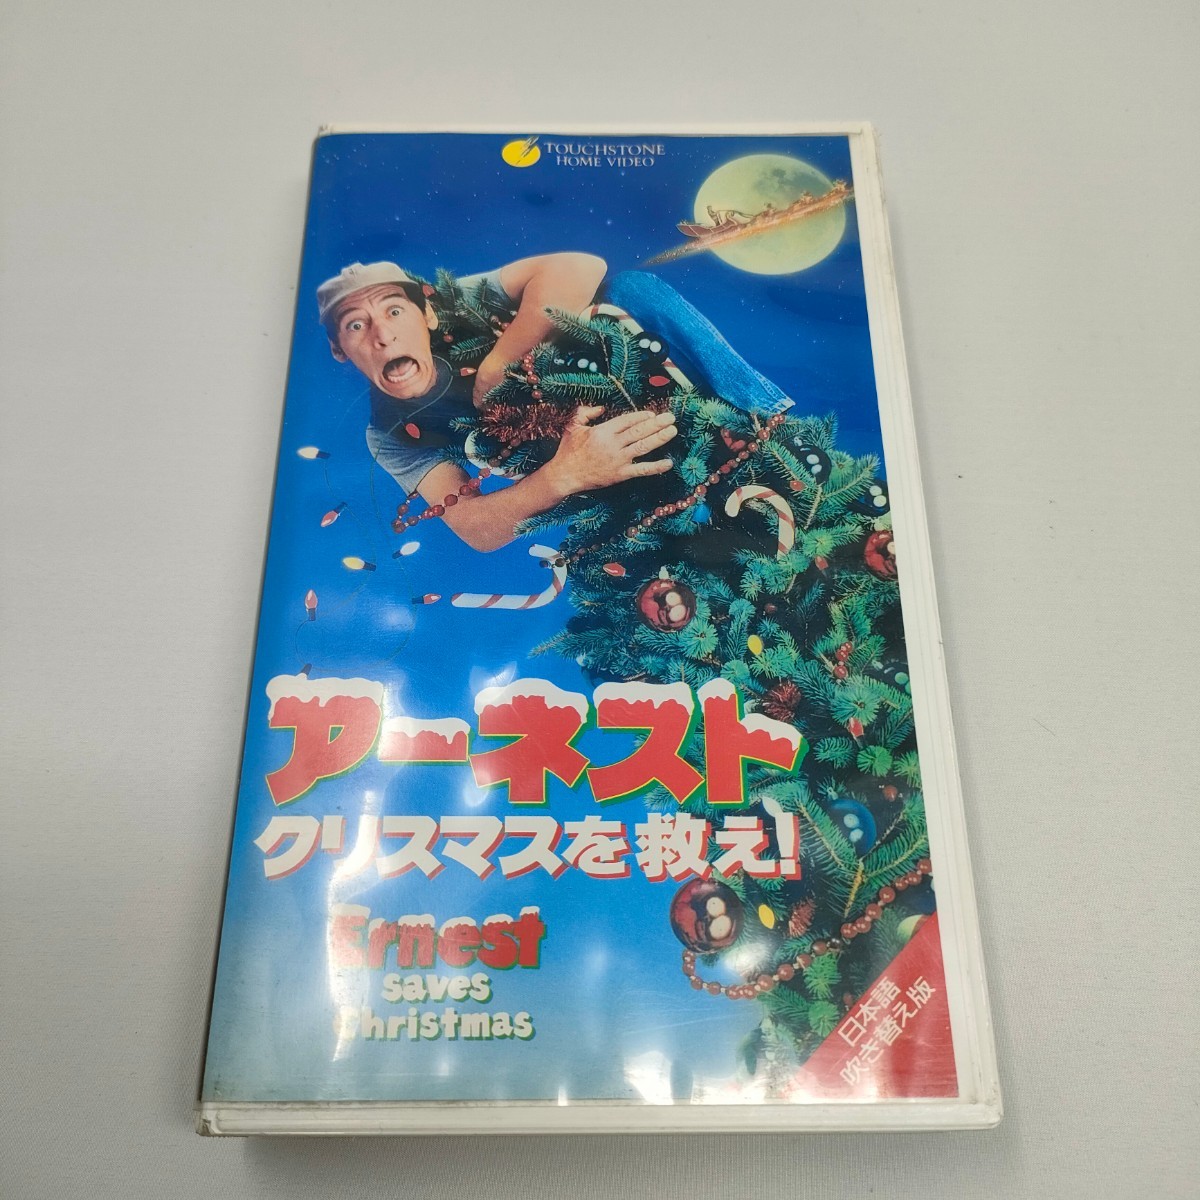 TOUCHSTONE
HOME VIDEO
アーネスト
クリスマスを救え!
Ernest
saves
Christmas
日本語
吹き替え版